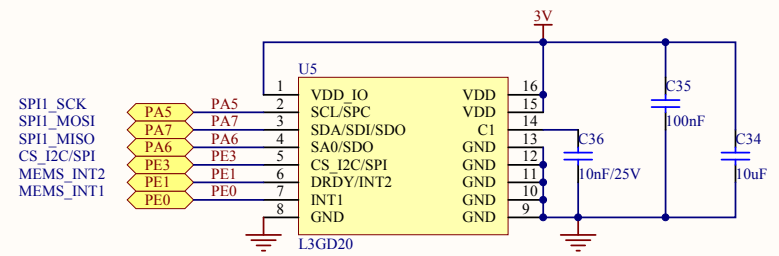 3V
U5
1 VDD_IO VDD 16
SPI1_SCK PA5 PA5 2 SCL/SPC VDD 15
SPI1_MOSI PA7 PA7 3 SDA/SDI/SDO C1 14
SPI1_MISO PA6 PA6 4 SA0/SDO GND 13
CS_I2C/SPI PE3 PE3 5 CS_I2C/SPI GND 12
MEMS_INT2 PE1 PE1 6 DRDY/INT2 GND 11
MEMS_INT1 PE0 PE0 7 INT1 GND 10
8 GND GND 9
L3GD20
C35
100nF
C36
10nF/25V
C34
10uF